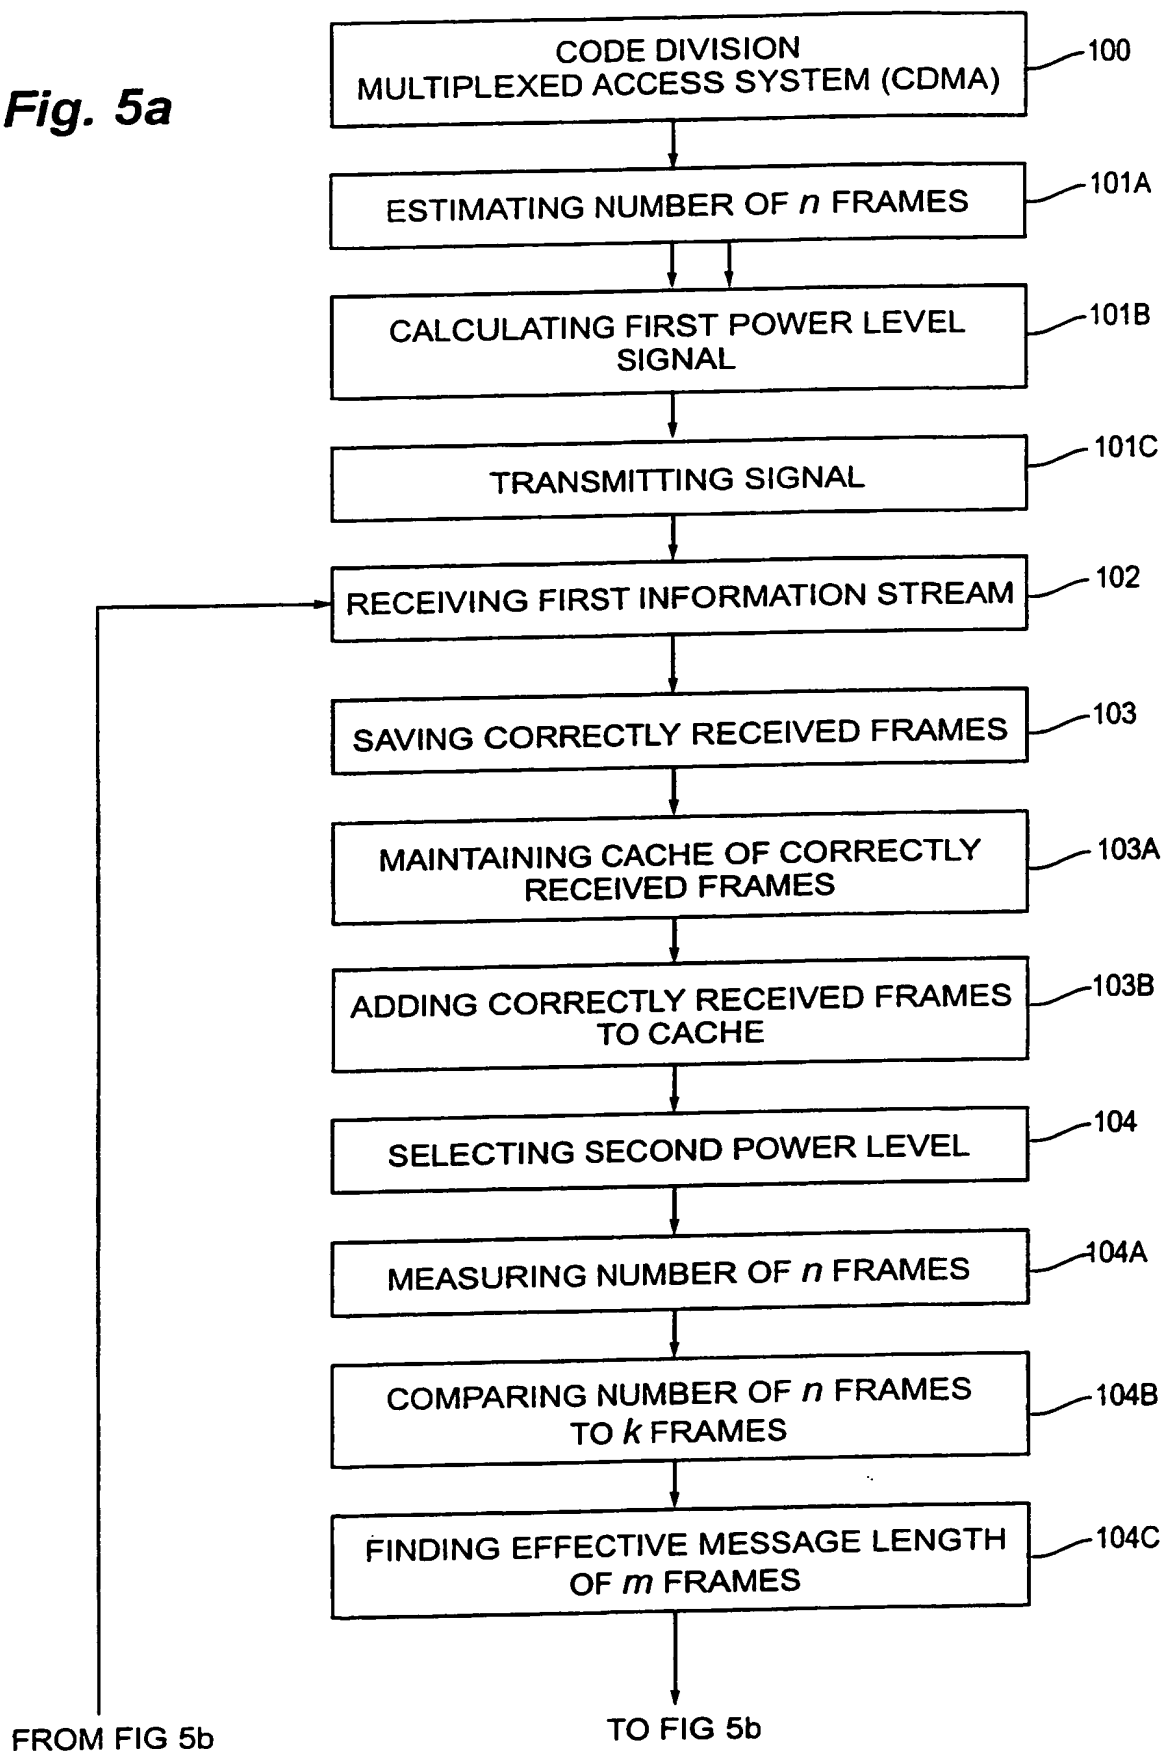 Fig. 5a
CODE DIVISION
MULTIPLEXED ACCESS SYSTEM (CDMA)
100
ESTIMATING NUMBER OF n FRAMES
101A
CALCULATING FIRST POWER LEVEL
SIGNAL
101B
TRANSMITTING SIGNAL
101C
RECEIVING FIRST INFORMATION STREAM
102
SAVING CORRECTLY RECEIVED FRAMES
103
MAINTAINING CACHE OF CORRECTLY
RECEIVED FRAMES
103A
ADDING CORRECTLY RECEIVED FRAMES
TO CACHE
103B
SELECTING SECOND POWER LEVEL
104
MEASURING NUMBER OF n FRAMES
104A
COMPARING NUMBER OF n FRAMES
TO k FRAMES
104B
FINDING EFFECTIVE MESSAGE LENGTH
OF m FRAMES
104C
FROM FIG 5b
TO FIG 5b